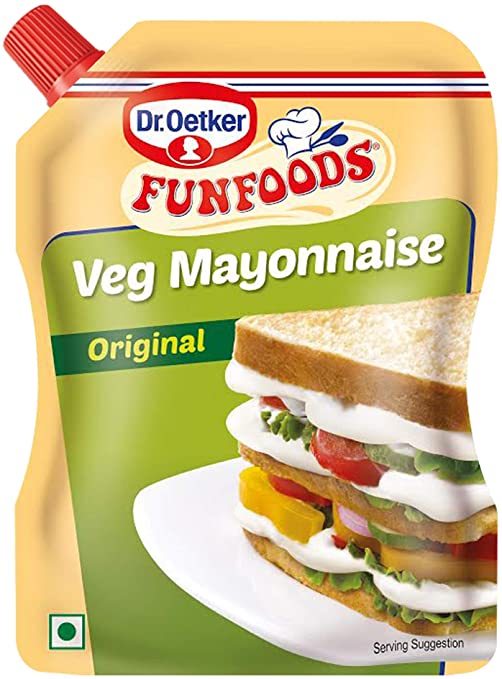 Dr.Oetker
FUNFOODS®
Veg Mayonnaise
Original
Serving Suggestion